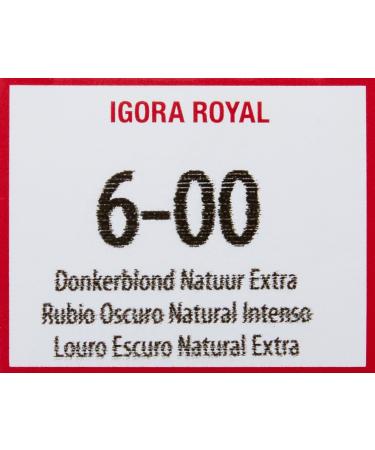 IGORA ROYAL
6-00
Donkerblond Natuur Extra
Rubio Oscuro Natural Intenso
Louro Escuro Natural Extra